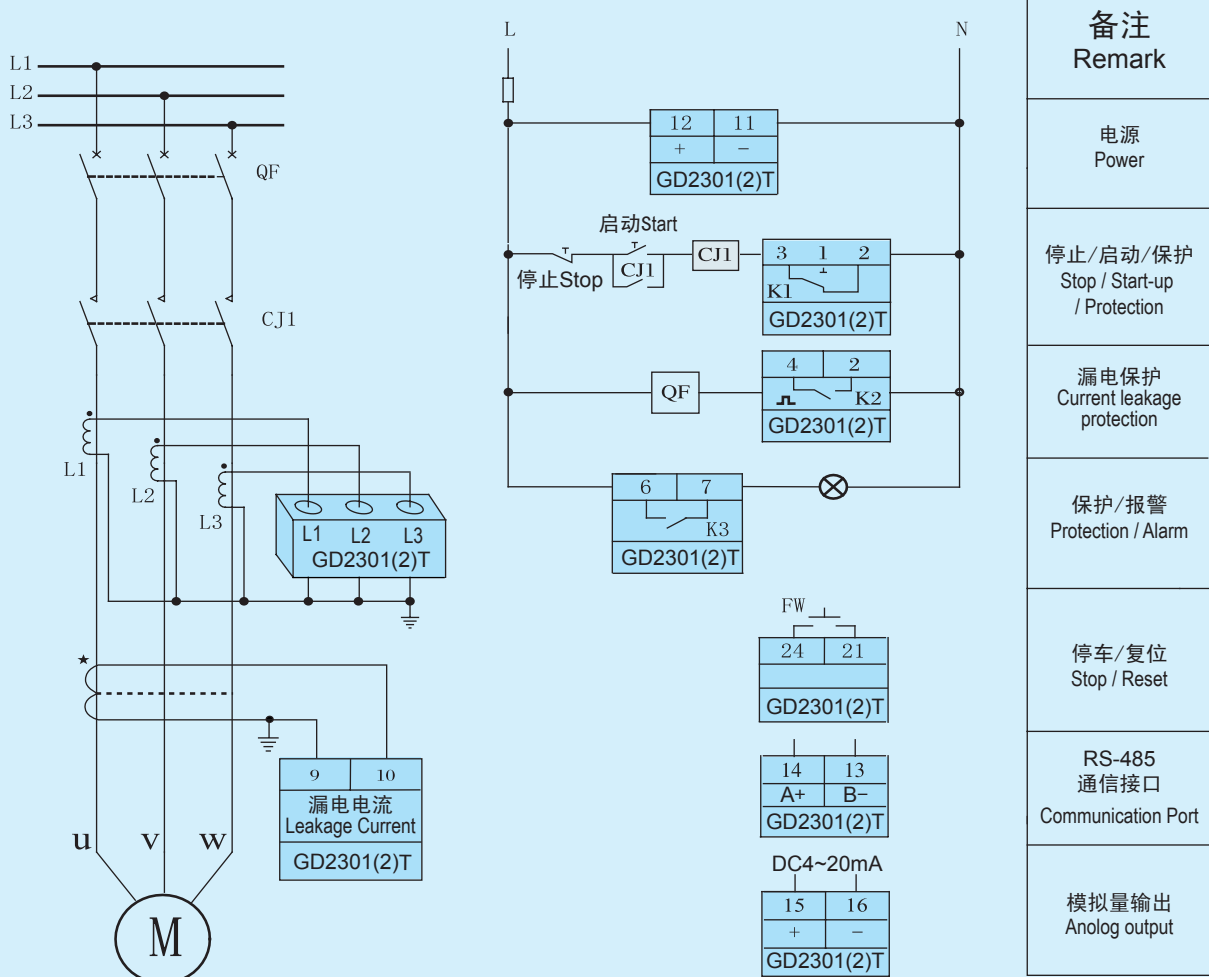 L1
L2
L3
QF
CJ1
L1
L2
L3
L1 L2 L3
GD2301(2)T
★
9 10
漏电电流
Leakage Current
GD2301(2)T
u v w
M
L N
12 11
+ −
GD2301(2)T
启动Start
停止Stop
CJ1
CJ1
3 1 2
K1
GD2301(2)T
QF
4 2
K2
GD2301(2)T
6 7
K3
GD2301(2)T
FW
24 21
GD2301(2)T
14 13
A+ B−
GD2301(2)T
DC4~20mA
15 16
+ −
GD2301(2)T
备注
Remark
电源
Power
停止/启动/保护
Stop / Start-up
/ Protection
漏电保护
Current leakage
protection
保护/报警
Protection / Alarm
停车/复位
Stop / Reset
RS-485
通信接口
Communication Port
模拟量输出
Anolog output